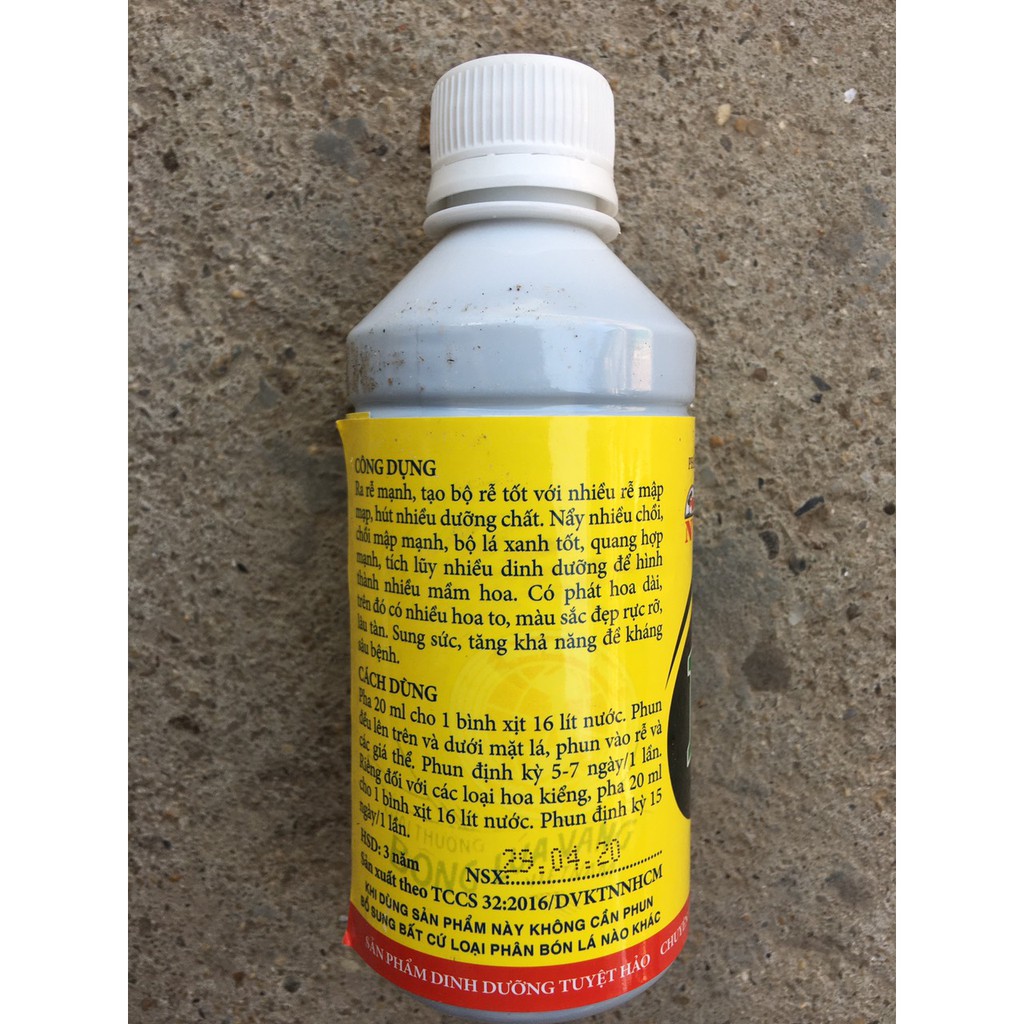 CÔNG DỤNG
Ra rễ mạnh, tạo bộ rễ tốt với nhiều rễ mập
mạp, hút nhiều dưỡng chất. Nẩy nhiều chồi,
chồi mập mạnh, bộ lá xanh tốt, quang hợp
mạnh, tích lũy nhiều dinh dưỡng để hình
thành nhiều mầm hoa. Có phát hoa dài,
trên đó có nhiều hoa to, màu sắc đẹp rực rỡ,
lâu tàn. Sung sức, tăng khả năng đề kháng
sâu bệnh.
CÁCH DÙNG
Pha 20 ml cho 1 bình xịt 16 lít nước. Phun
đều lên trên và dưới mặt lá, phun vào rễ và
các giá thể. Phun định kỳ 5-7 ngày/1 lần.
Riêng đối với các loại hoa kiểng, pha 20 ml
cho 1 bình xịt 16 lít nước. Phun định kỳ 15
ngày/1 lần.
HSD: 3 năm NSX: 29.04.20
Sản xuất theo TCCS 32:2016/DVKTNNHCM
KHI DÙNG SẢN PHẨM NÀY KHÔNG CẦN PHUN
BỔ SUNG BẤT CỨ LOẠI PHÂN BÓN LÁ NÀO KHÁC
SẢN PHẨM DINH DƯỠNG TUYỆT HẢO